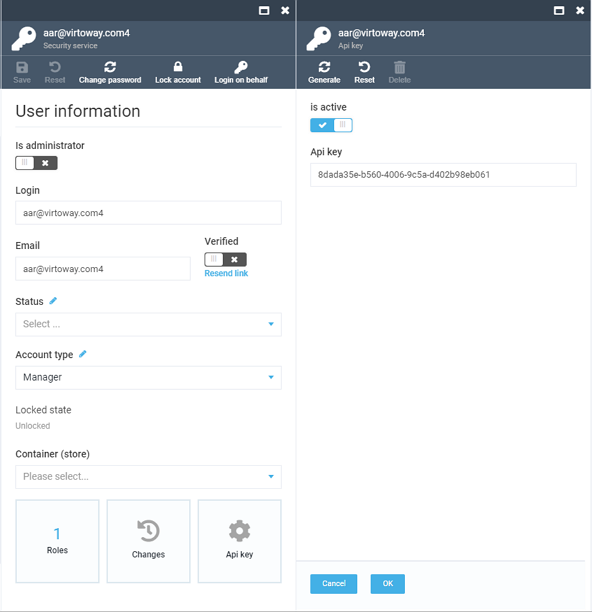 aar@virtoway.com4
Security service
Save
Reset
Change password
Lock account
Login on behalf
User information
Is administrator
Login
aar@virtoway.com4
Email
Verified
aar@virtoway.com4
Resend link
Status
Select ...
Account type
Manager
Locked state
Unlocked
Container (store)
Please select...
1
Roles
Changes
Api key
aar@virtoway.com4
Api key
Generate
Reset
Delete
is active
Api key
8dada35e-b560-4006-9c5a-d402b98eb061
Cancel
OK